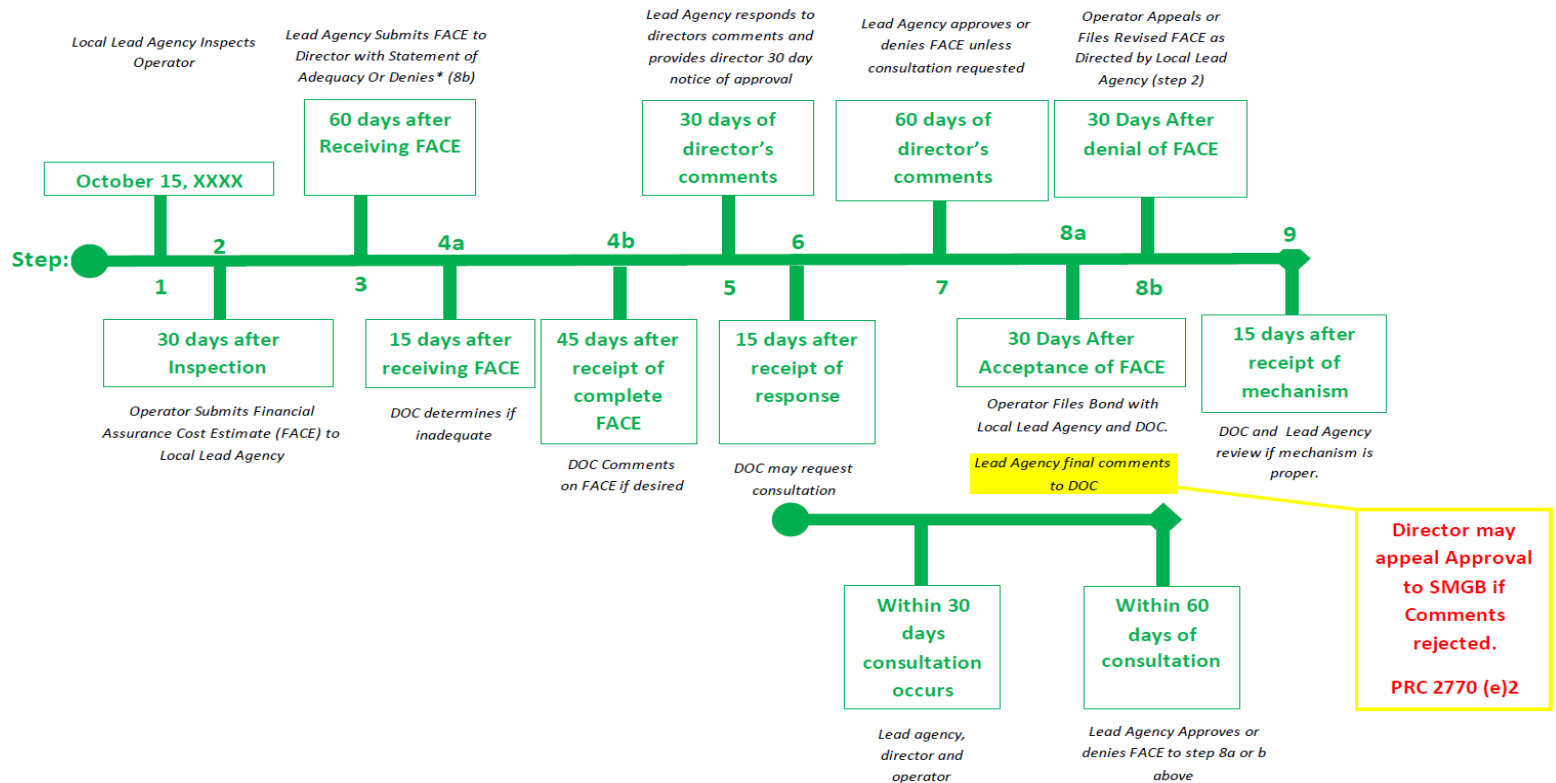 Local Lead Agency Inspects
Operator
Lead Agency Submits FACE to
Director with Statement of
Adequacy Or Denies* (8b)
Lead Agency responds to
directors comments and
provides director 30 day
notice of approval
Lead Agency approves or
denies FACE unless
consultation requested
Operator Appeals or
Files Revised FACE as
Directed by Local Lead
Agency (step 2)
October 15, XXXX
60 days after
Receiving FACE
30 days of
director’s
comments
60 days of
director’s
comments
30 Days After
denial of FACE
Step:
1
2
3
4a
4b
5
6
7
8a
8b
9
30 days after
Inspection
15 days after
receiving FACE
45 days after
receipt of
complete
FACE
15 days after
receipt of
response
30 Days After
Acceptance of FACE
15 days after
receipt of
mechanism
Operator Submits Financial
Assurance Cost Estimate (FACE) to
Local Lead Agency
DOC determines if
inadequate
DOC Comments
on FACE if desired
DOC may request
consultation
Operator Files Bond with
Local Lead Agency and DOC.
Lead Agency final comments
to DOC
DOC and Lead Agency
review if mechanism is
proper.
Within 30
days
consultation
occurs
Within 60
days of
consultation
Lead agency,
director and
operator
Lead Agency Approves or
denies FACE to step 8a or b
above
Director may
appeal Approval
to SMGB if
Comments
rejected.
PRC 2770 (e)2